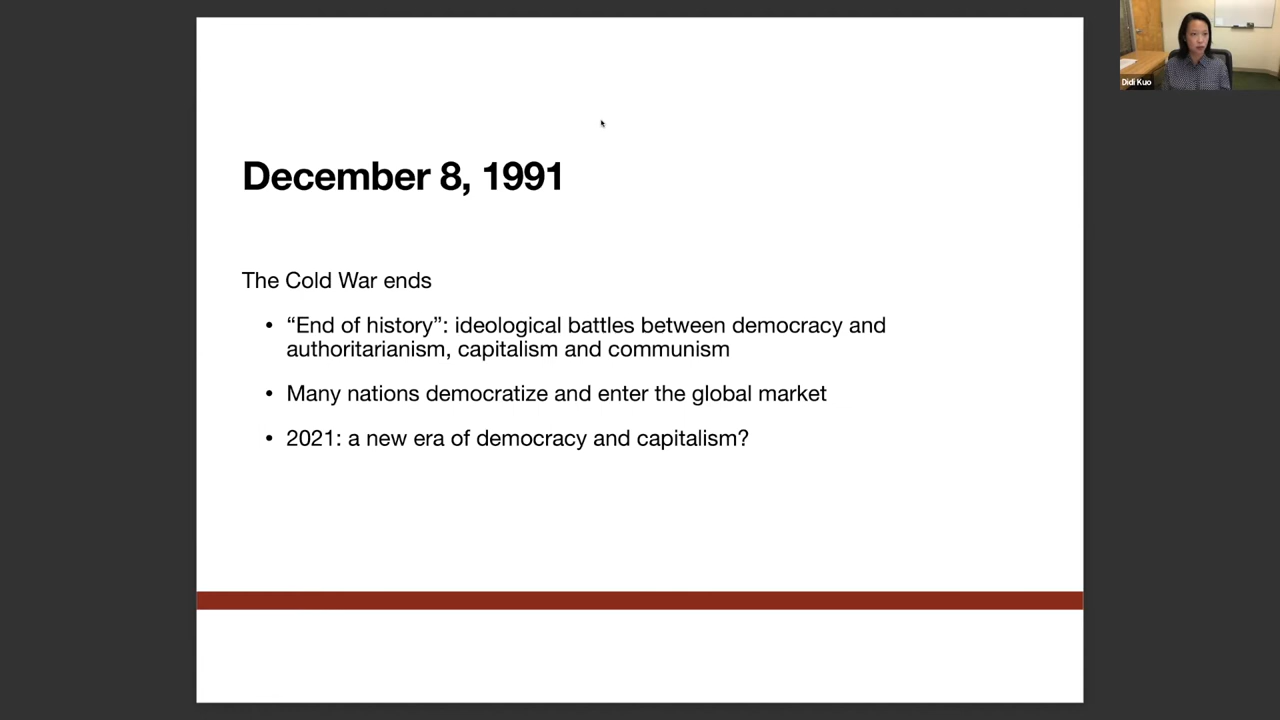 Didi Kuo
December 8, 1991
The Cold War ends
• “End of history”: ideological battles between democracy and
authoritarianism, capitalism and communism
• Many nations democratize and enter the global market
• 2021: a new era of democracy and capitalism?